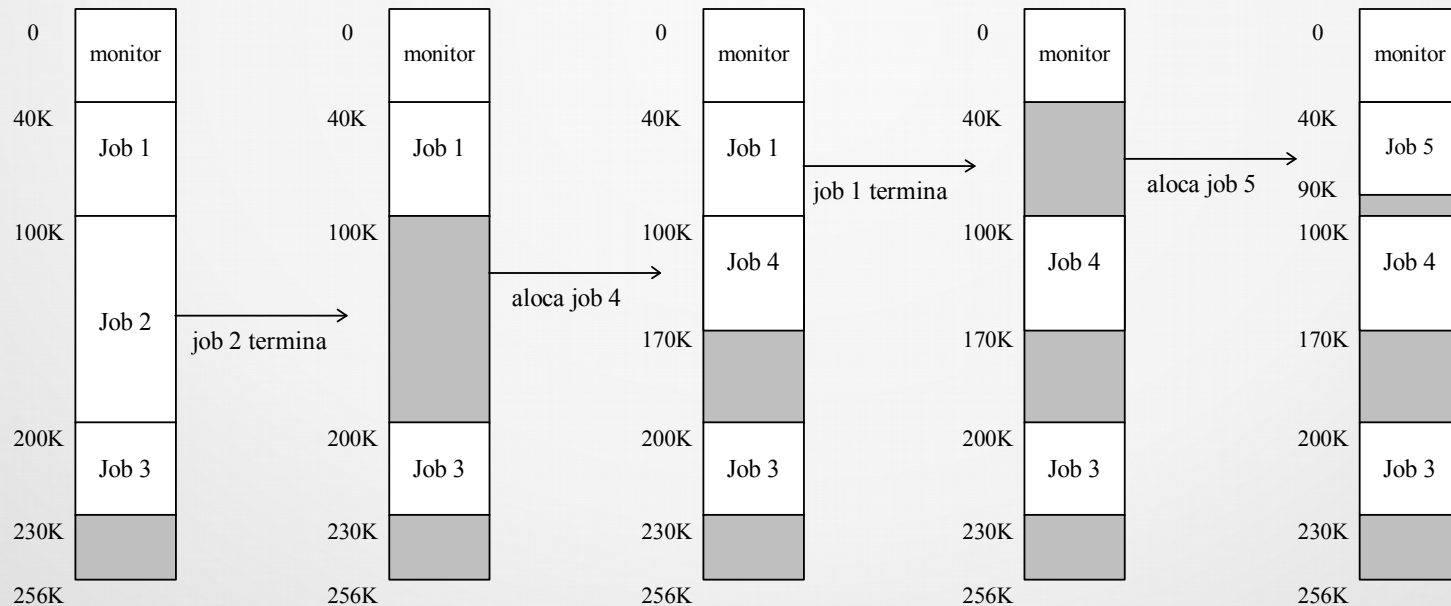 0
monitor
40K
Job 1
100K
Job 2
200K
Job 3
230K
256K
job 2 termina
0
monitor
40K
Job 1
100K
200K
Job 3
230K
256K
aloca job 4
0
monitor
40K
Job 1
100K
Job 4
170K
200K
Job 3
230K
256K
job 1 termina
0
monitor
40K
100K
Job 4
170K
200K
Job 3
230K
256K
aloca job 5
0
monitor
40K
Job 5
90K
100K
Job 4
170K
200K
Job 3
230K
256K